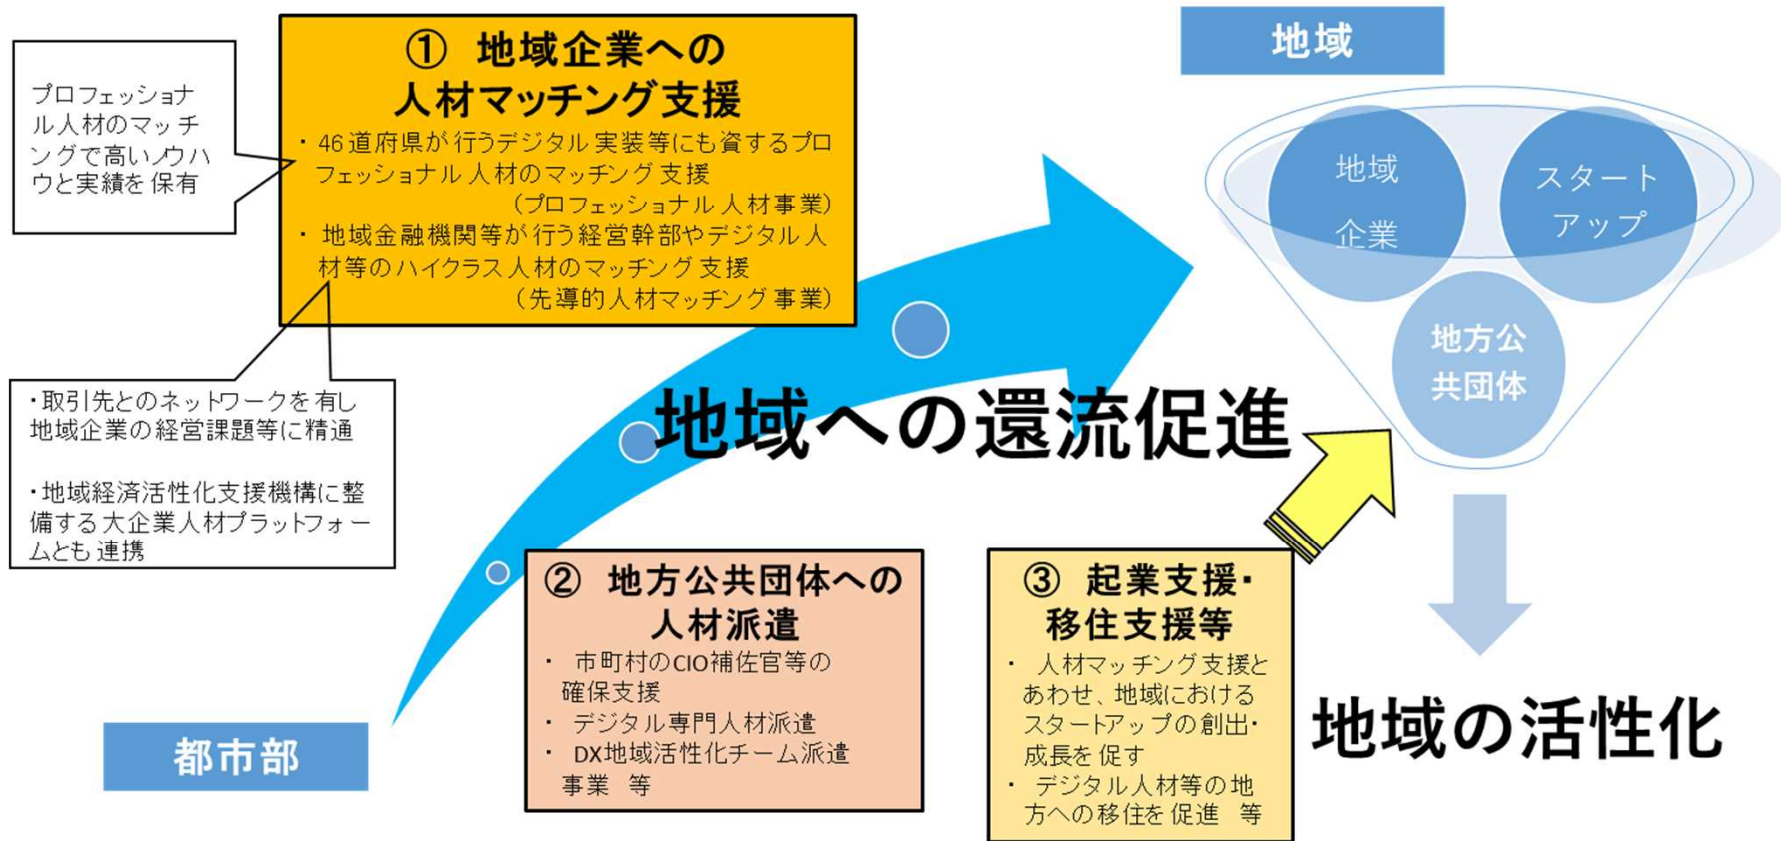 ① 地域企業への
人材マッチング支援
・ 46道府県が行うデジタル実装等にも資するプロ
フェッショナル人材のマッチング支援
（プロフェッショナル人材事業）
・ 地域金融機関等が行う経営幹部やデジタル人
材等のハイクラス人材のマッチング支援
（先導的人材マッチング事業）
プロフェッショナ
ル人材のマッチ
ングで高いノウハ
ウと実績を保有
・取引先とのネットワークを有し
地域企業の経営課題等に精通
・地域経済活性化支援機構に整
備する大企業人材プラットフォー
ムとも連携
地域
地域
企業
スタート
アップ
地方公
共団体
地域への還流促進
② 地方公共団体への
人材派遣
・ 市町村のCIO補佐官等の
確保支援
・ デジタル専門人材派遣
・ DX地域活性化チーム派遣
事業 等
③ 起業支援・
移住支援等
・ 人材マッチング支援と
あわせ、地域における
スタートアップの創出・
成長を促す
・ デジタル人材等の地
方への移住を促進 等
都市部
地域の活性化